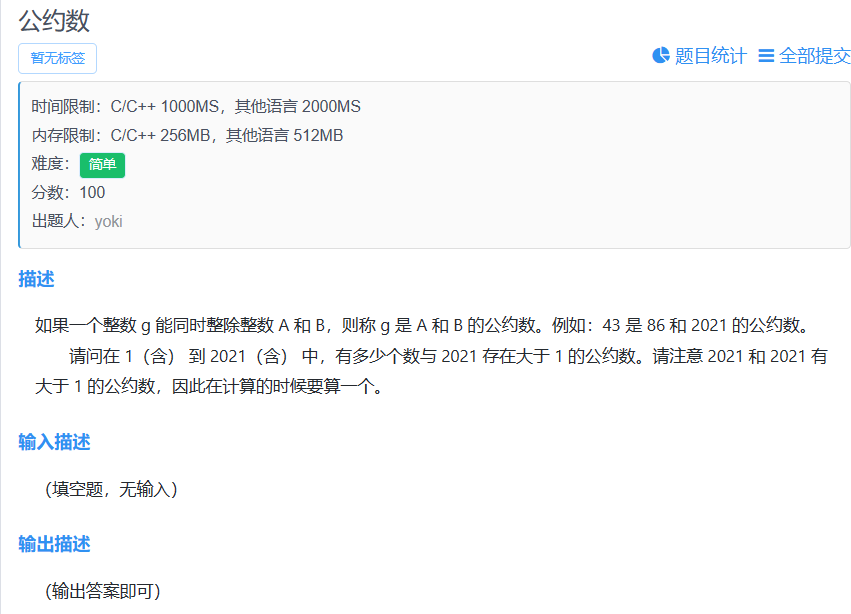 公约数
暂无标签
题目统计 全部提交
时间限制：C/C++ 1000MS，其他语言 2000MS
内存限制：C/C++ 256MB，其他语言 512MB
难度： 简单
分数：100
出题人：yoki
描述
如果一个整数 g 能同时整除整数 A 和 B，则称 g 是 A 和 B 的公约数。例如：43 是 86 和 2021 的公约数。
请问在 1（含） 到 2021（含） 中，有多少个数与 2021 存在大于 1 的公约数。请注意 2021 和 2021 有
大于 1 的公约数，因此在计算的时候要算一个。
输入描述
（填空题，无输入）
输出描述
（输出答案即可）